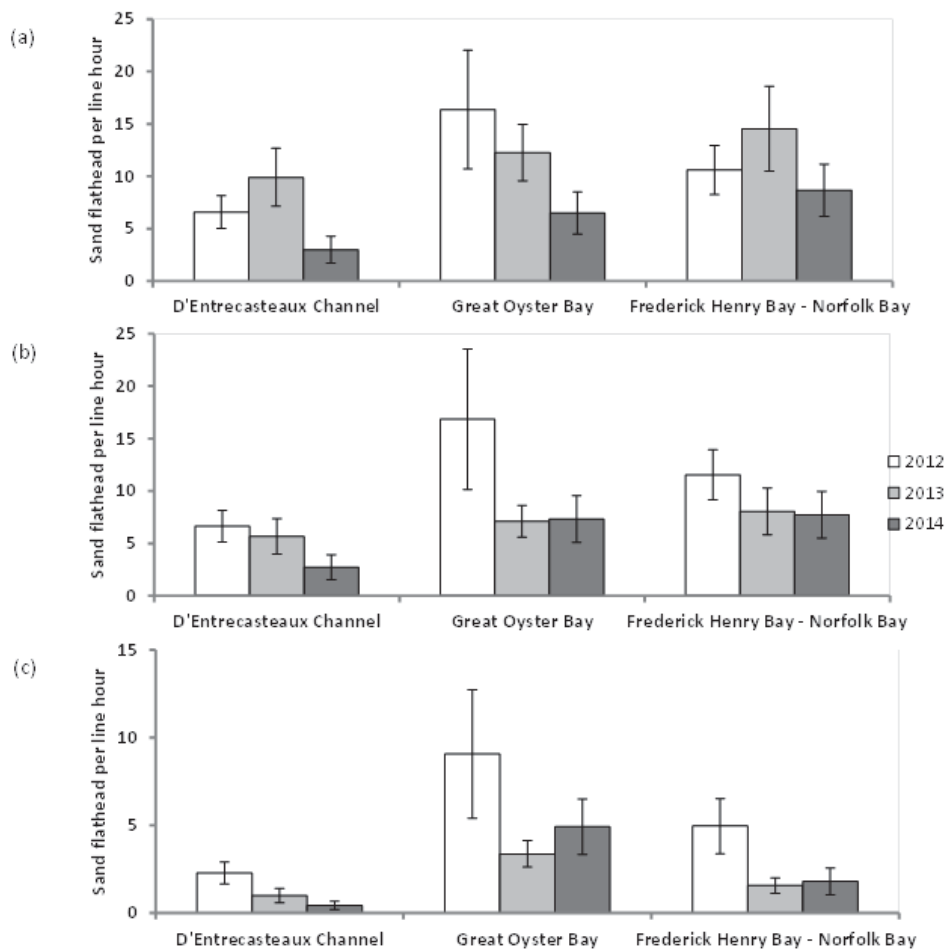 (a)
Sand flathead per line hour
25
20
15
10
5
0
D'Entrecasteaux Channel
Great Oyster Bay
Frederick Henry Bay - Norfolk Bay
(b)
Sand flathead per line hour
25
20
15
10
5
0
D'Entrecasteaux Channel
Great Oyster Bay
Frederick Henry Bay - Norfolk Bay
2012
2013
2014
(c)
Sand flathead per line hour
15
10
5
0
D'Entrecasteaux Channel
Great Oyster Bay
Frederick Henry Bay - Norfolk Bay